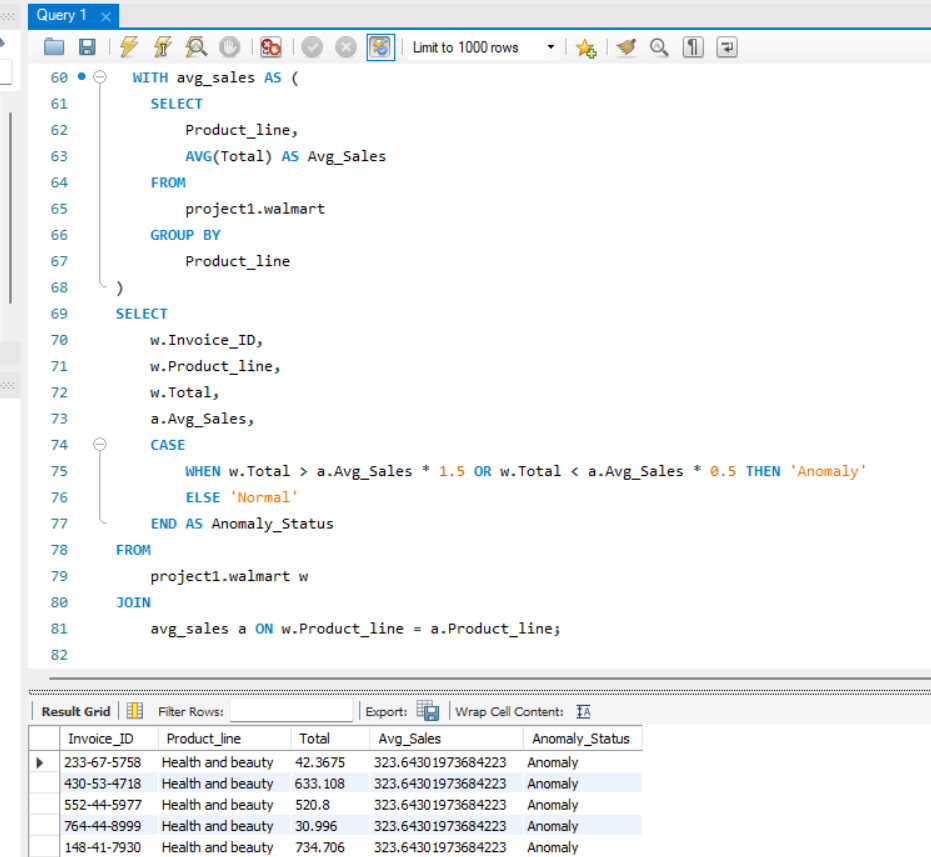 Query 1
Limit to 1000 rows
60 WITH avg_sales AS (
61 SELECT
62 Product_line,
63 AVG(Total) AS Avg_Sales
64 FROM
65 project1.walmart
66 GROUP BY
67 Product_line
68 )
69 SELECT
70 w.Invoice_ID,
71 w.Product_line,
72 w.Total,
73 a.Avg_Sales,
74 CASE
75 WHEN w.Total > a.Avg_Sales * 1.5 OR w.Total < a.Avg_Sales * 0.5 THEN 'Anomaly'
76 ELSE 'Normal'
77 END AS Anomaly_Status
78 FROM
79 project1.walmart w
80 JOIN
81 avg_sales a ON w.Product_line = a.Product_line;
82
Result Grid Filter Rows: Export: Wrap Cell Content: IA
Invoice_ID Product_line Total Avg_Sales Anomaly_Status
233-67-5758 Health and beauty 42.3675 323.64301973684223 Anomaly
430-53-4718 Health and beauty 633.108 323.64301973684223 Anomaly
552-44-5977 Health and beauty 520.8 323.64301973684223 Anomaly
764-44-8999 Health and beauty 30.996 323.64301973684223 Anomaly
148-41-7930 Health and beauty 734.706 323.64301973684223 Anomaly